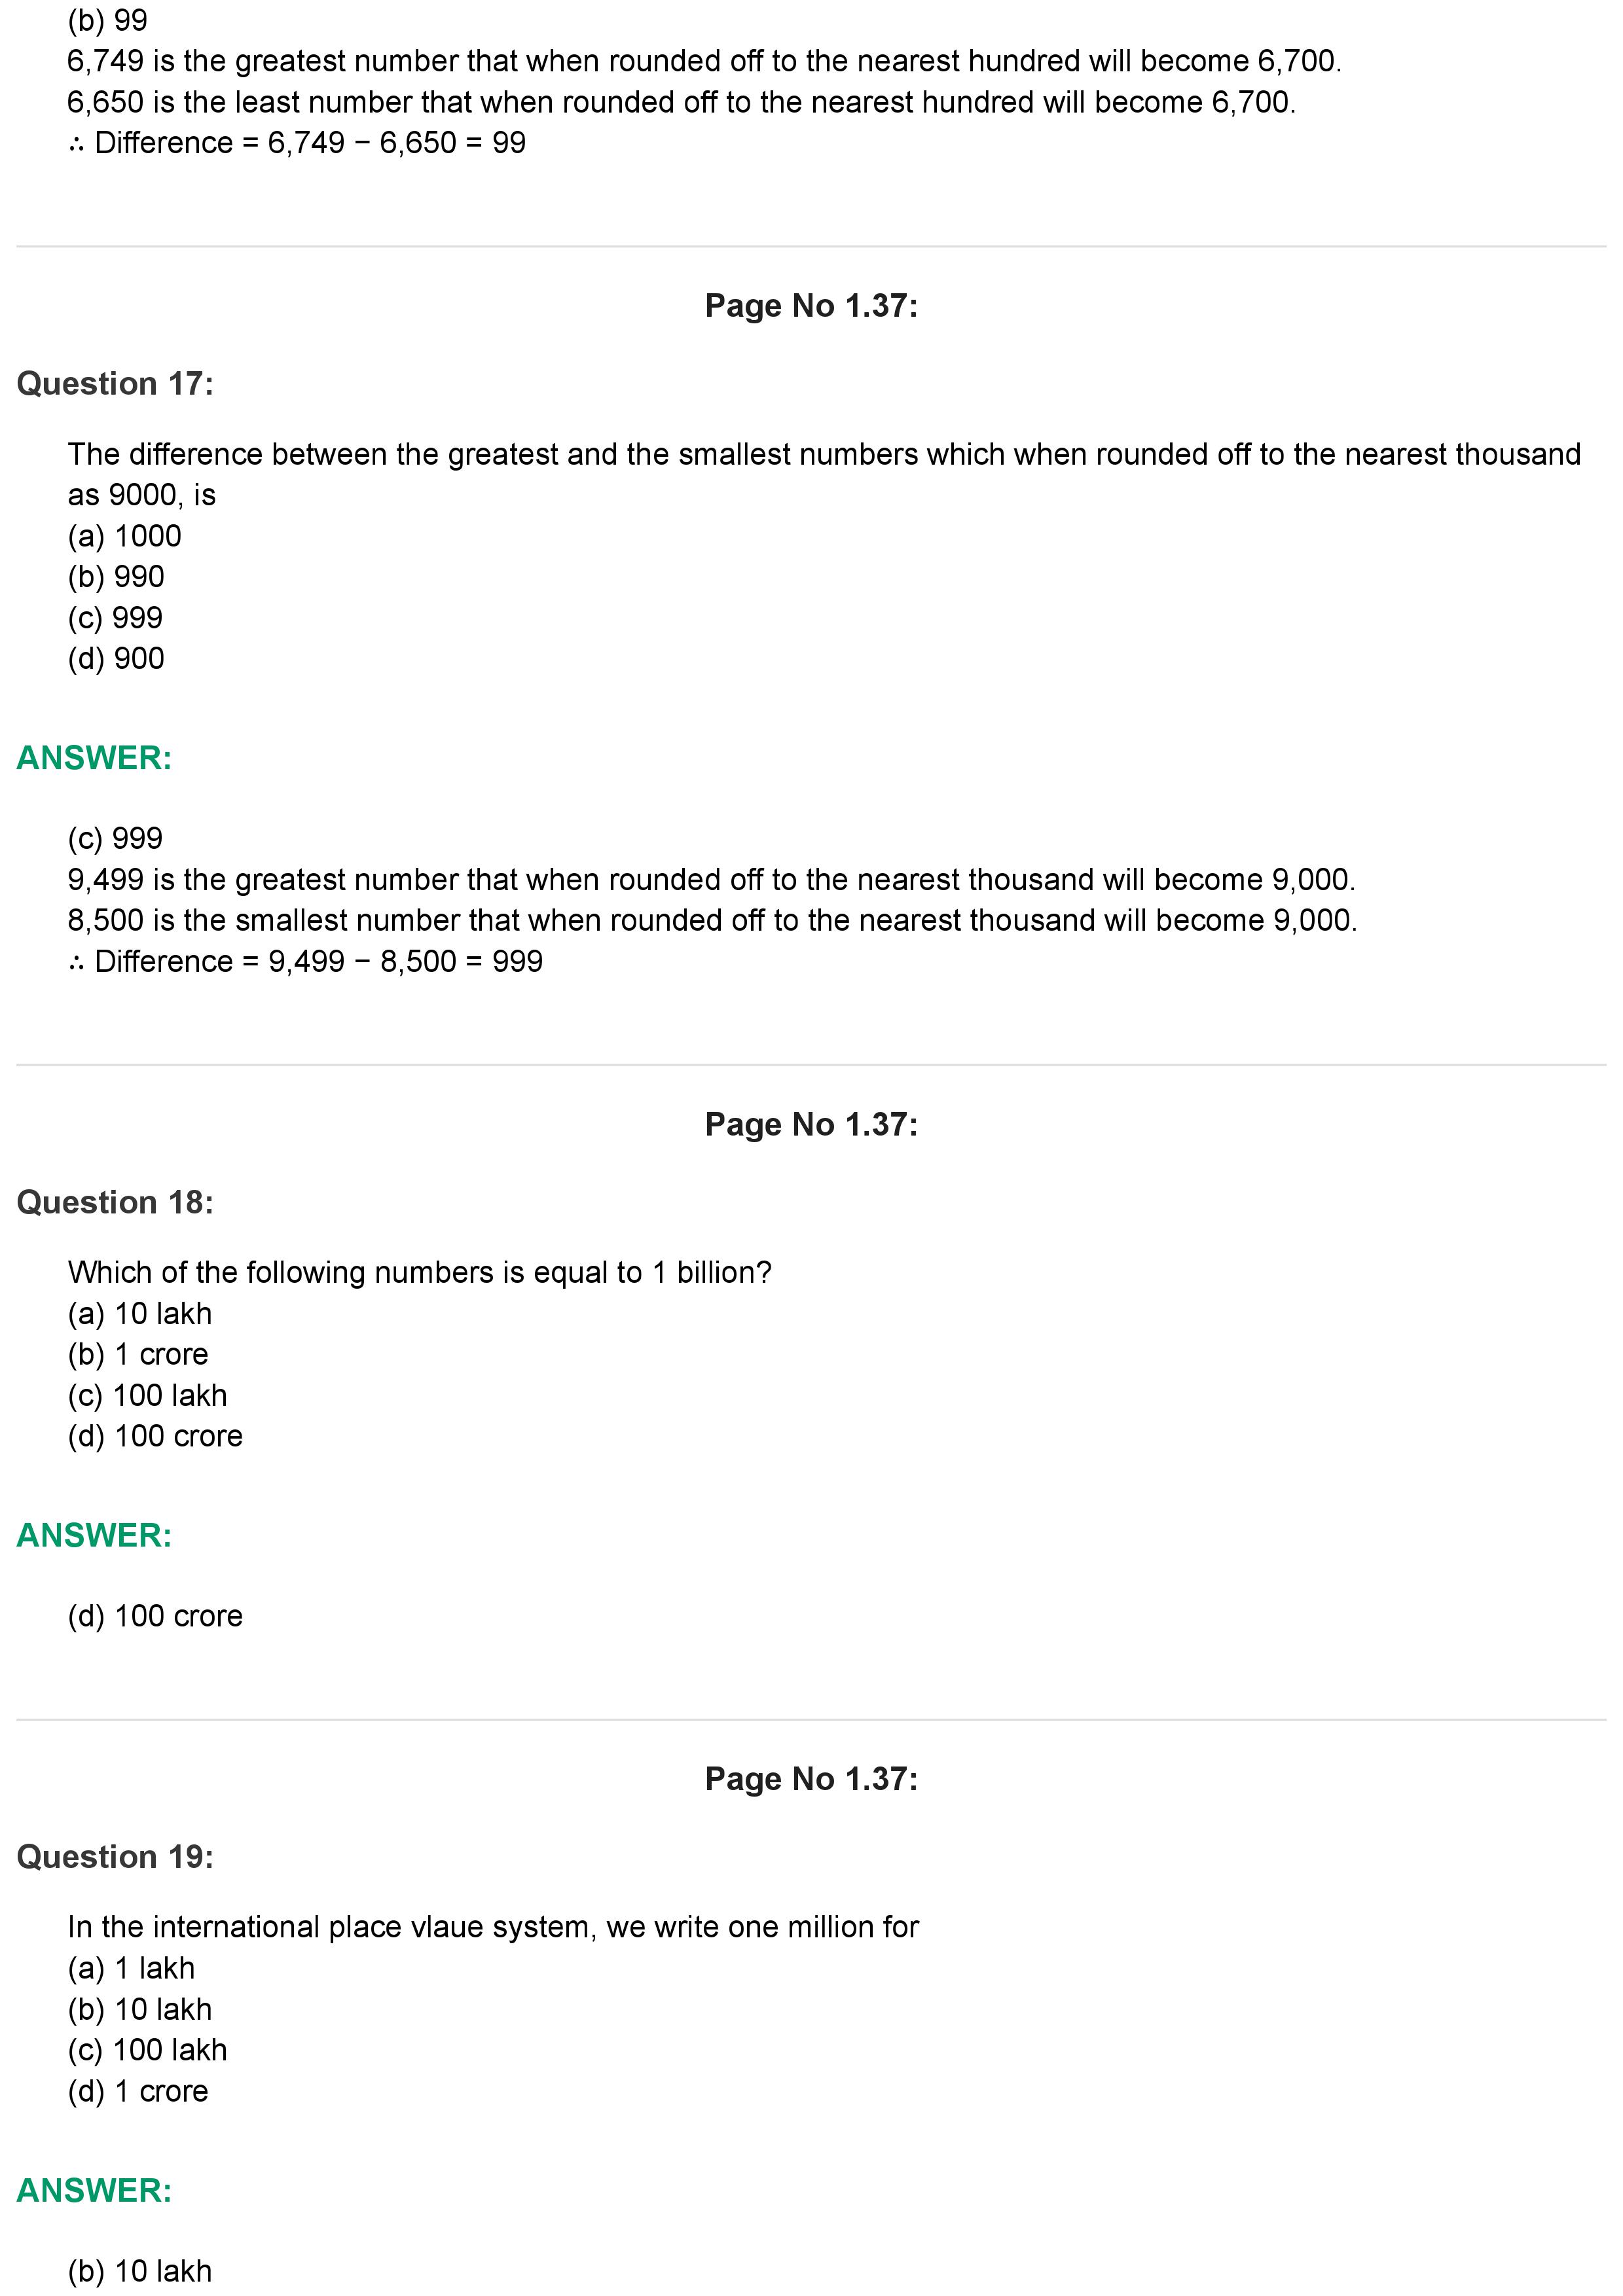 (b) 99
6,749 is the greatest number that when rounded off to the nearest hundred will become 6,700.
6,650 is the least number that when rounded off to the nearest hundred will become 6,700.
∴ Difference = 6,749 − 6,650 = 99
Page No 1.37:
Question 17:
The difference between the greatest and the smallest numbers which when rounded off to the nearest thousand
as 9000, is
(a) 1000
(b) 990
(c) 999
(d) 900
ANSWER:
(c) 999
9,499 is the greatest number that when rounded off to the nearest thousand will become 9,000.
8,500 is the smallest number that when rounded off to the nearest thousand will become 9,000.
∴ Difference = 9,499 − 8,500 = 999
Page No 1.37:
Question 18:
Which of the following numbers is equal to 1 billion?
(a) 10 lakh
(b) 1 crore
(c) 100 lakh
(d) 100 crore
ANSWER:
(d) 100 crore
Page No 1.37:
Question 19:
In the international place vlaue system, we write one million for
(a) 1 lakh
(b) 10 lakh
(c) 100 lakh
(d) 1 crore
ANSWER:
(b) 10 lakh